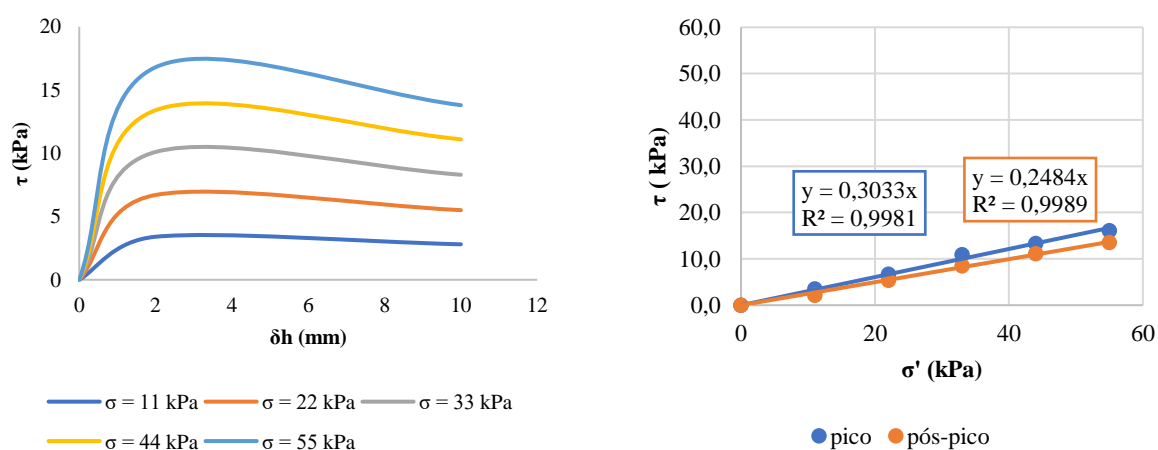 20
15
10
5
0
τ (kPa)
0 2 4 6 8 10 12
δh (mm)
σ = 11 kPa σ = 22 kPa σ = 33 kPa
σ = 44 kPa σ = 55 kPa
60,0
50,0
40,0
30,0
20,0
10,0
0,0
τ ( kPa)
y = 0,3033x
R² = 0,9981
y = 0,2484x
R² = 0,9989
0 20 40 60
σ' (kPa)
pico pós-pico